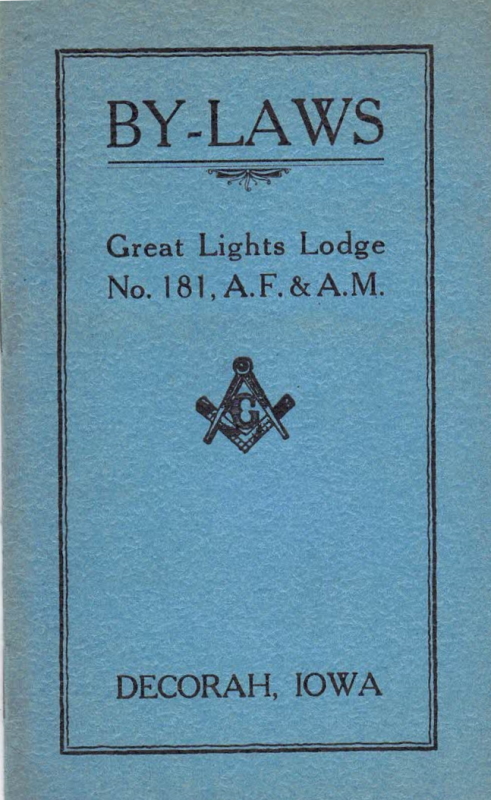 BY-LAWS
Great Lights Lodge
No. 181, A.F. & A.M.
G
DECORAH, IOWA